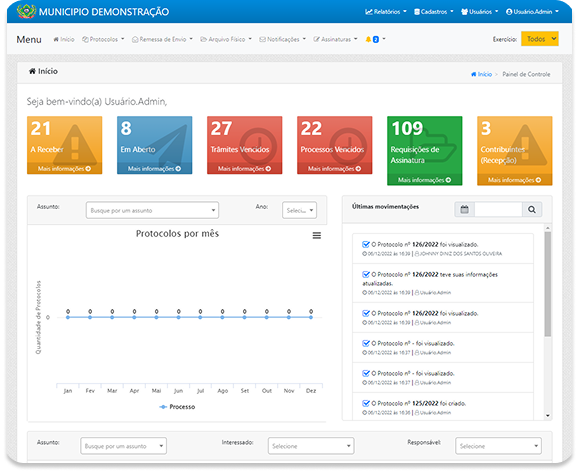 MUNICIPIO DEMONSTRAÇÃO
Relatórios
Cadastros
Usuários
Usuário.Admin
Menu
Início
Protocolos
Remessa de Envio
Arquivo Físico
Notificações
Assinaturas
2
Exercício:
Todos
Início
Início > Painel de Controle
Seja bem-vindo(a) Usuário.Admin,
21
A Receber
Mais informações
8
Em Aberto
Mais informações
27
Trâmites Vencidos
Mais informações
22
Processos Vencidos
Mais informações
109
Requisições de
Assinatura
Mais informações
3
Contribuintes
(Recepção)
Mais informações
Assunto:
Busque por um assunto
Ano:
Seleci...
Protocolos por mês
Quantidade de Protocolos
0
0 0 0 0 0 0 0 0 0 0 0 0
Jan Fev Mar Abr Mai Jun Jul Ago Set Out Nov Dez
Processo
Últimas movimentações
O Protocolo nº 126/2022 foi visualizado.
06/12/2022 às 16:39 | JOHNNY DINIZ DOS SANTOS OLIVEIRA
O Protocolo nº 126/2022 teve suas informações
atualizadas.
06/12/2022 às 16:39 | Usuário.Admin
O Protocolo nº 126/2022 foi visualizado.
06/12/2022 às 16:39 | Usuário.Admin
O Protocolo nº - foi visualizado.
06/12/2022 às 16:37 | Usuário.Admin
O Protocolo nº - foi visualizado.
06/12/2022 às 16:37 | Usuário.Admin
O Protocolo nº 125/2022 foi criado.
06/12/2022 às 16:36 | Usuário.Admin
Assunto:
Busque por um assunto
Interessado:
Selecione
Responsável:
Selecione